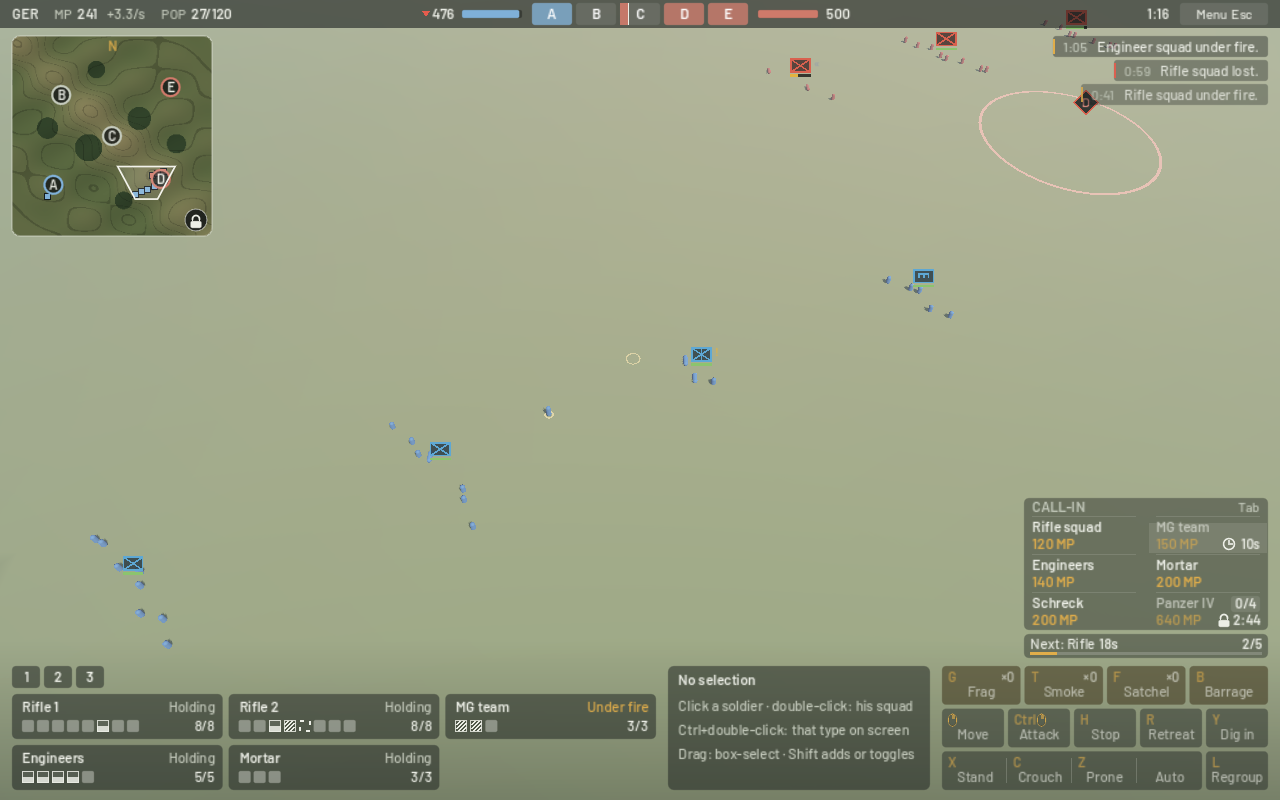 GER MP 241 +3.3/s POP 27/120
476 A B C D E 500
1:16 Menu Esc
1:05 Engineer squad under fire.
0:59 Rifle squad lost.
0:41 Rifle squad under fire.
N
B
E
C
A
D
D
CALL-IN Tab
Rifle squad
120 MP
MG team
150 MP 10s
Engineers
140 MP
Mortar
200 MP
Schreck
200 MP
Panzer IV 0/4
640 MP 2:44
Next: Rifle 18s 2/5
1 2 3
Rifle 1 Holding
8/8
Rifle 2 Holding
8/8
MG team Under fire
3/3
Engineers Holding
5/5
Mortar Holding
3/3
No selection
Click a soldier · double-click: his squad
Ctrl+double-click: that type on screen
Drag: box-select · Shift adds or toggles
G ×0 Frag
T ×0 Smoke
F ×0 Satchel
B Barrage
Move
Ctrl Attack
H Stop
R Retreat
Y Dig in
X Stand
C Crouch
Z Prone
Auto
L Regroup